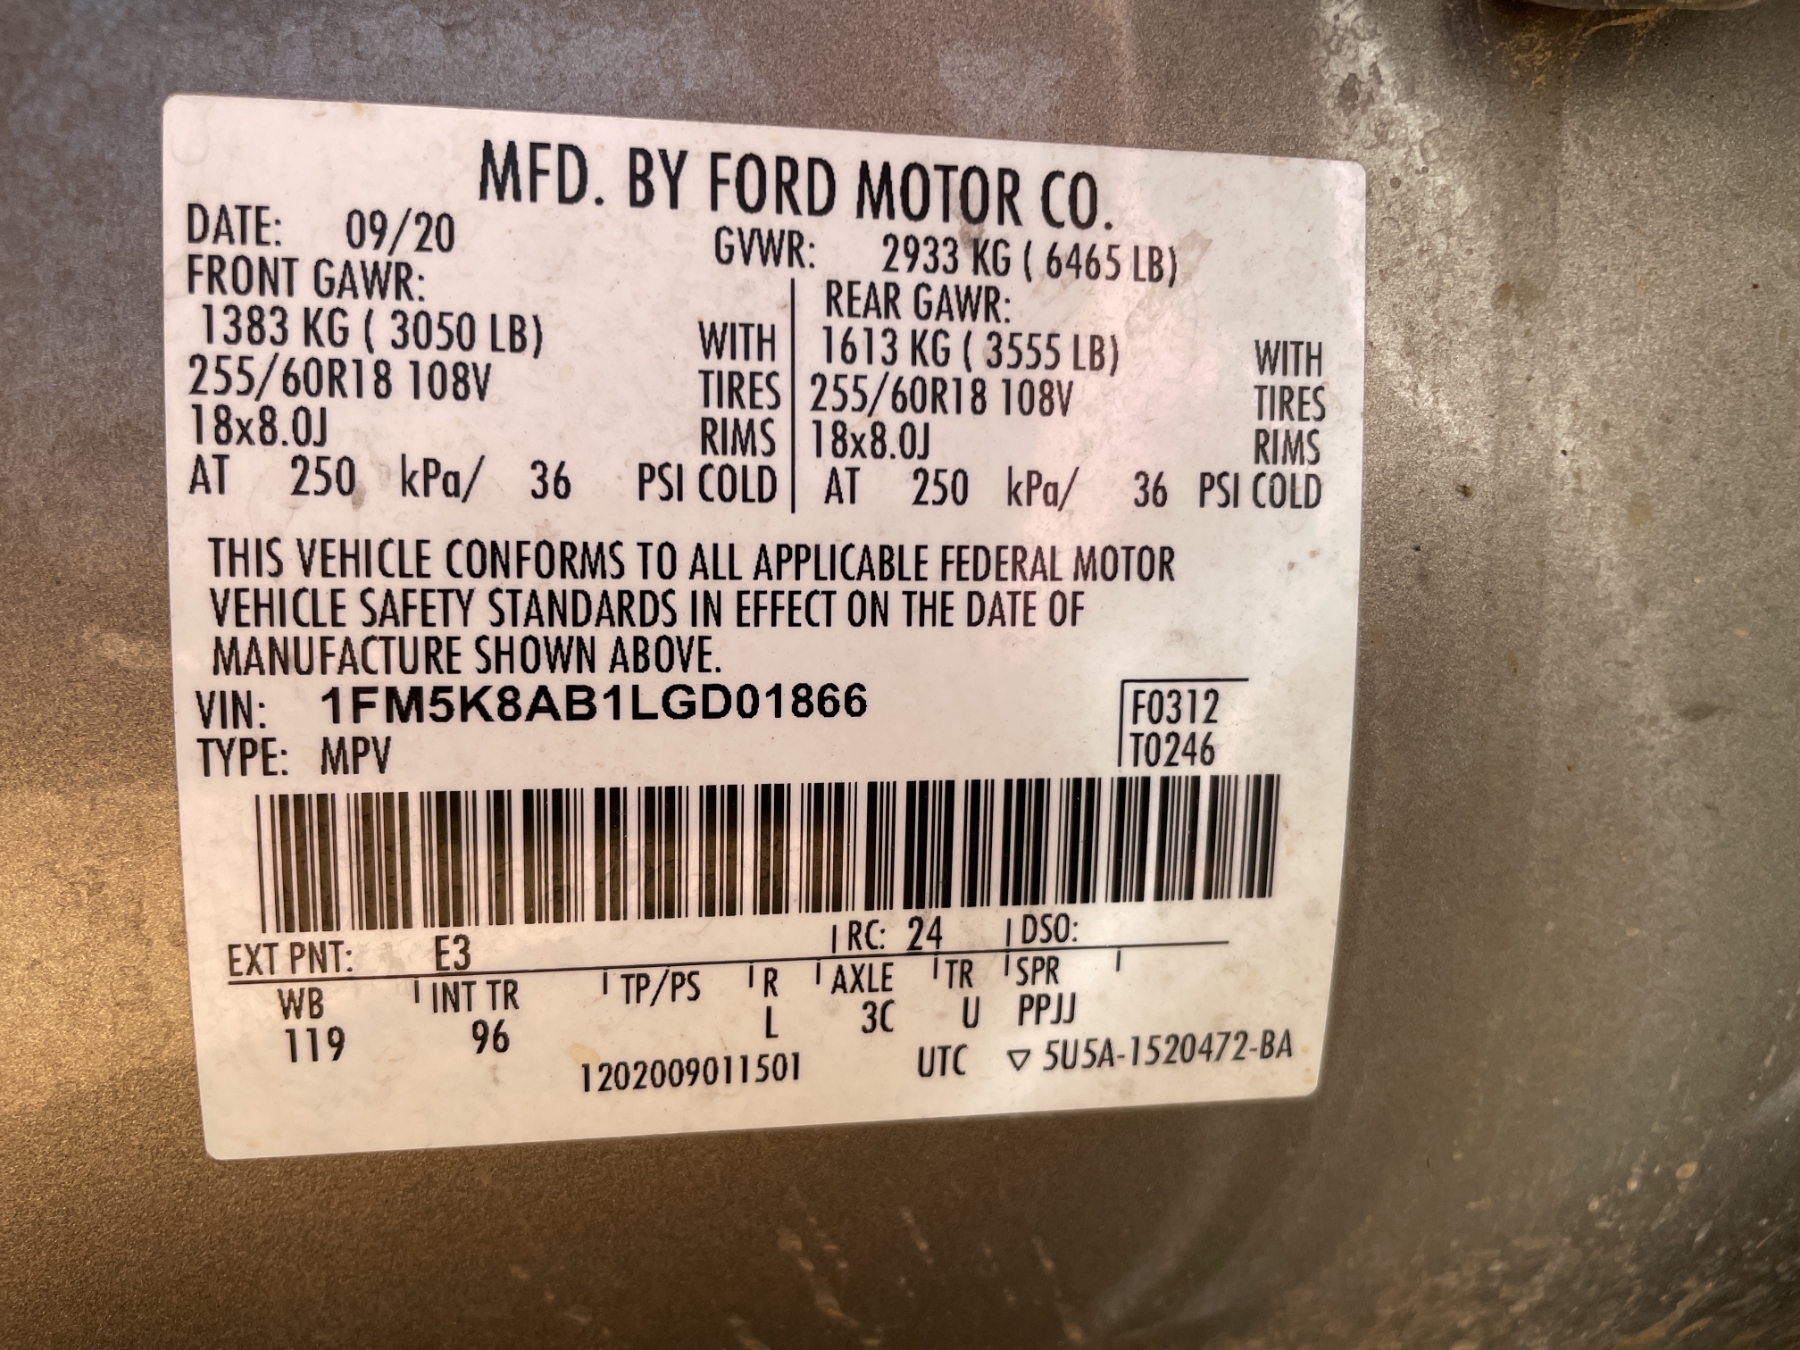 MFD. BY FORD MOTOR CO.
DATE: 09/20 GVWR: 2933 KG ( 6465 LB)
FRONT GAWR: REAR GAWR:
1383 KG ( 3050 LB) WITH 1613 KG ( 3555 LB) WITH
255/60R18 108V TIRES 255/60R18 108V TIRES
18x8.0J RIMS 18x8.0J RIMS
AT 250 kPa/ 36 PSI COLD AT 250 kPa/ 36 PSI COLD
THIS VEHICLE CONFORMS TO ALL APPLICABLE FEDERAL MOTOR
VEHICLE SAFETY STANDARDS IN EFFECT ON THE DATE OF
MANUFACTURE SHOWN ABOVE.
VIN: 1FM5K8AB1LGD01866 F0312
TYPE: MPV T0246
EXT PNT: E3 RC: 24 DSO:
WB INT TR TP/PS R AXLE TR SPR
119 96 L 3C U PPJJ
1202009011501 UTC ▽ 5U5A-1520472-BA